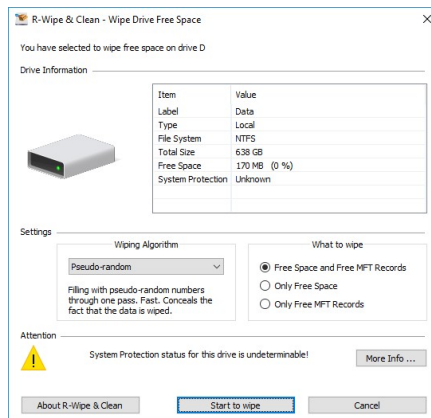 R-Wipe & Clean - Wipe Drive Free Space
You have selected to wipe free space on drive D
Drive Information
Item Value
Label Data
Type Local
File System NTFS
Total Size 638 GB
Free Space 170 MB (0 %)
System Protection Unknown
Settings
Wiping Algorithm
Pseudo-random
Filling with pseudo-random numbers
through one pass. Fast. Conceals the
fact that the data is wiped.
What to wipe
Free Space and Free MFT Records
Only Free Space
Only Free MFT Records
Attention
System Protection status for this drive is undeterminable!
More Info ...
About R-Wipe & Clean
Start to wipe
Cancel